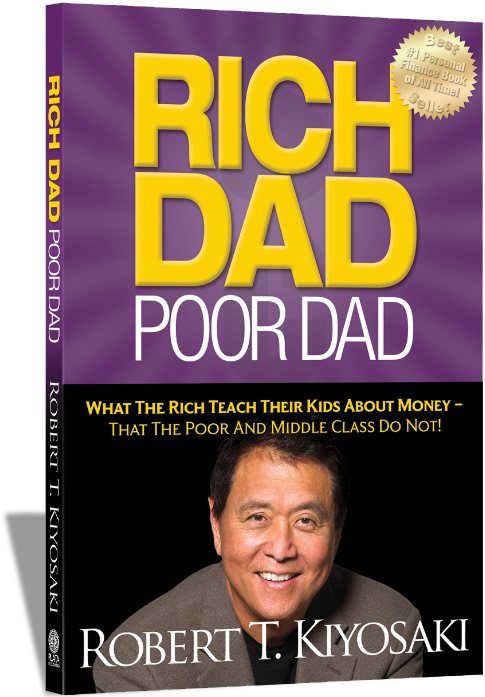 RICH DAD POOR DAD
ROBERT T. KIYOSAKI
Best
#1 Personal
Finance Book
of All Time!
Seller
RICH
DAD
POOR DAD
WHAT THE RICH TEACH THEIR KIDS ABOUT MONEY –
THAT THE POOR AND MIDDLE CLASS DO NOT!
ROBERT T. KIYOSAKI